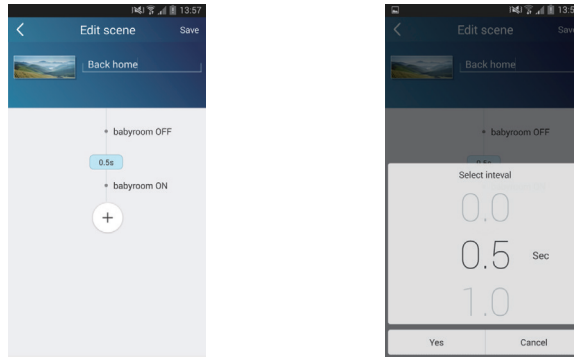 13:57
Edit scene
Save
Back home
babyroom OFF
0.5s
babyroom ON
+
13:5
Edit scene
Save
Back home
babyroom OFF
Select inteval
0.0
0.5 Sec
1.0
Yes Cancel